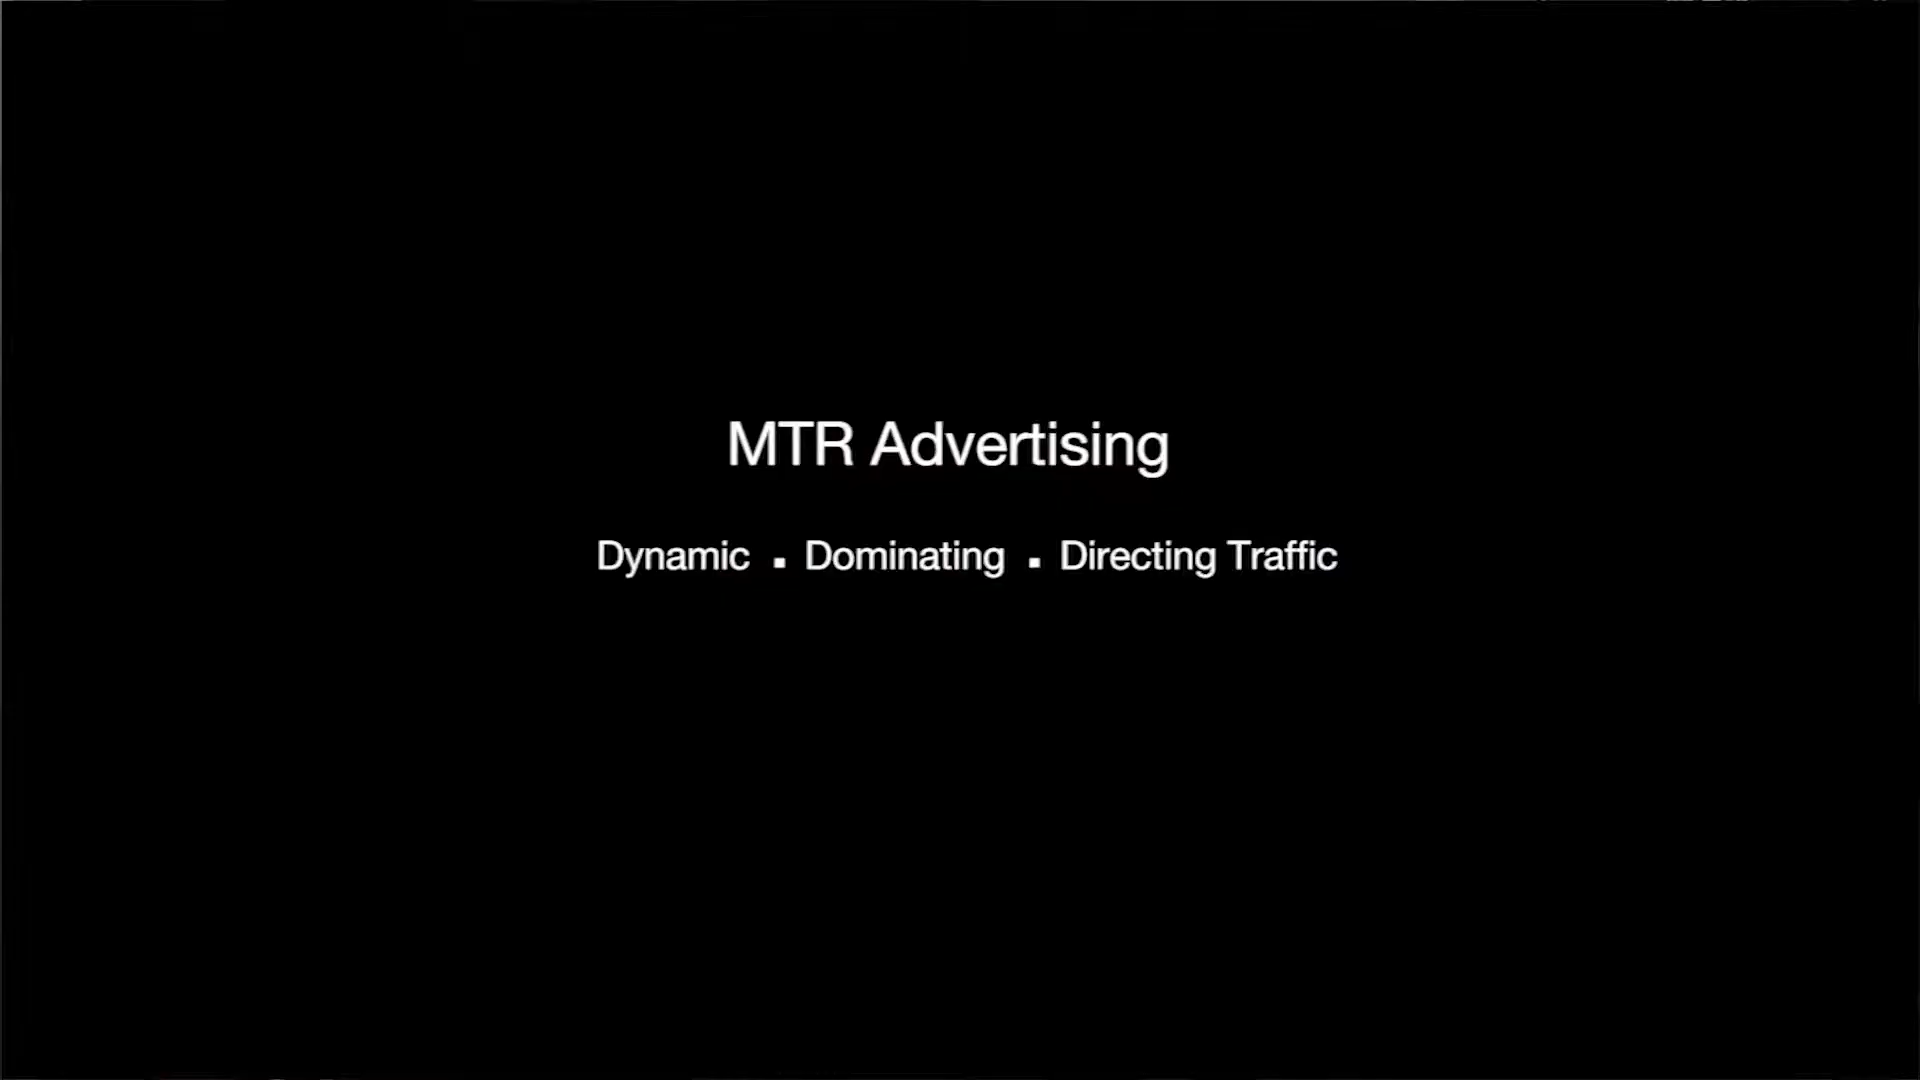 MTR Advertising
Dynamic ▪ Dominating ▪ Directing Traffic